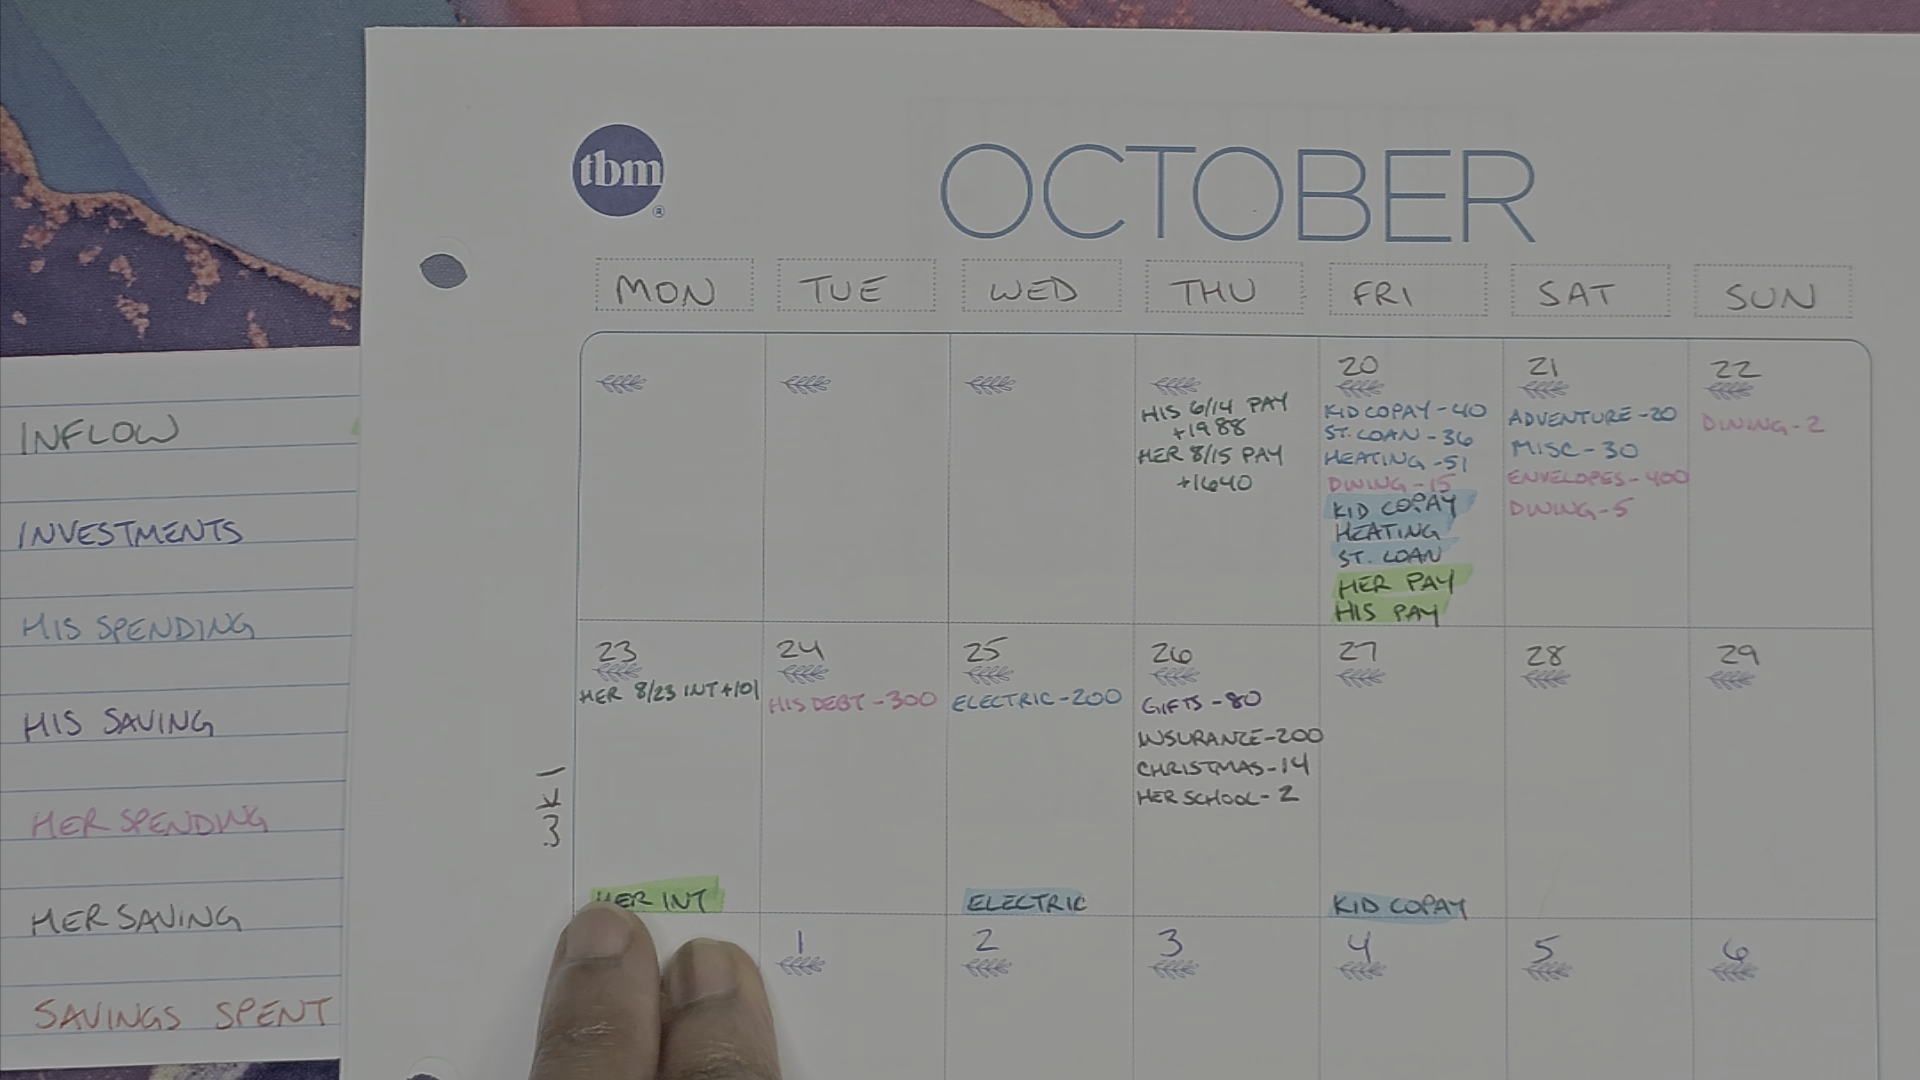 tbm
®
OCTOBER
MON TUE WED THU FRI SAT SUN
HIS 6/14 PAY
+1988
HER 8/15 PAY
+1640
20
KID COPAY -40
ST. LOAN -36
HEATING -51
DINING -15
KID COPAY
HEATING
ST. LOAN
HER PAY
HIS PAY
21
ADVENTURE -20
MISC -30
ENVELOPES -400
DINING -5
22
DINING -2
23
HER 8/23 INT +101
HER INT
24
HIS DEBT -300
25
ELECTRIC -200
ELECTRIC
26
GIFTS -80
INSURANCE -200
CHRISTMAS -14
HER SCHOOL - 2
27
KID COPAY
28
29
1
2
3
4
5
6
INFLOW
INVESTMENTS
HIS SPENDING
HIS SAVING
HER SPENDING
HER SAVING
SAVINGS SPENT